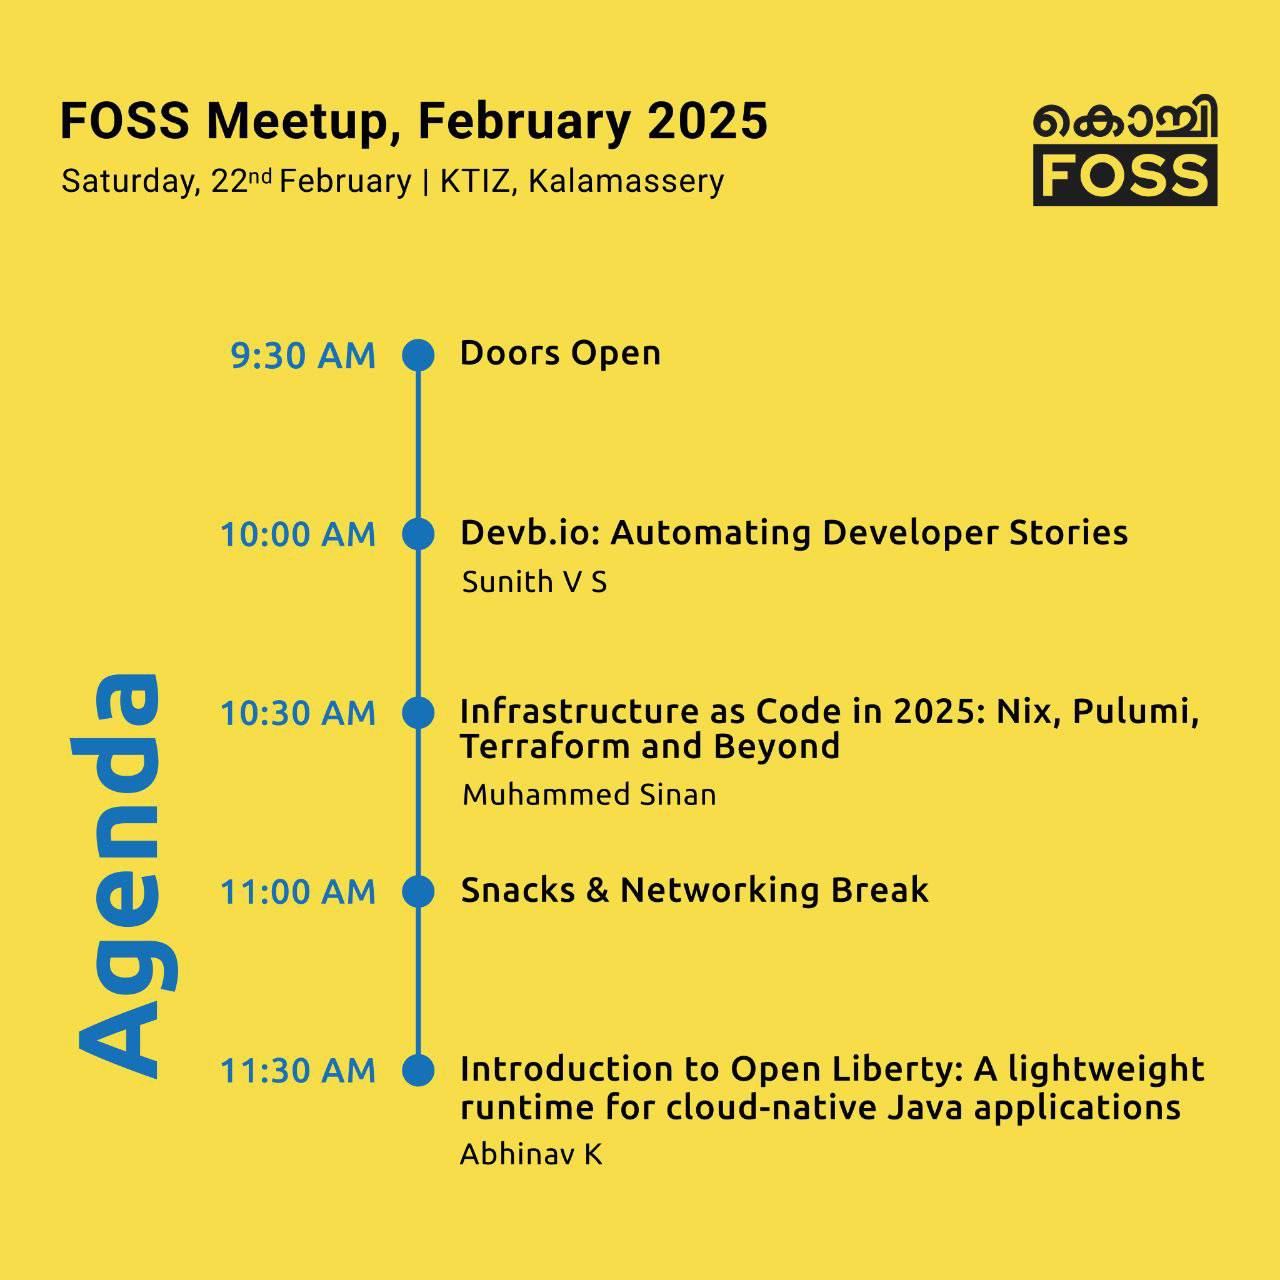 FOSS Meetup, February 2025
Saturday, 22nd February | KTIZ, Kalamassery
കൊച്ചി
FOSS
Agenda
9:30 AM
Doors Open
10:00 AM
Devb.io: Automating Developer Stories
Sunith V S
10:30 AM
Infrastructure as Code in 2025: Nix, Pulumi,
Terraform and Beyond
Muhammed Sinan
11:00 AM
Snacks & Networking Break
11:30 AM
Introduction to Open Liberty: A lightweight
runtime for cloud-native Java applications
Abhinav K